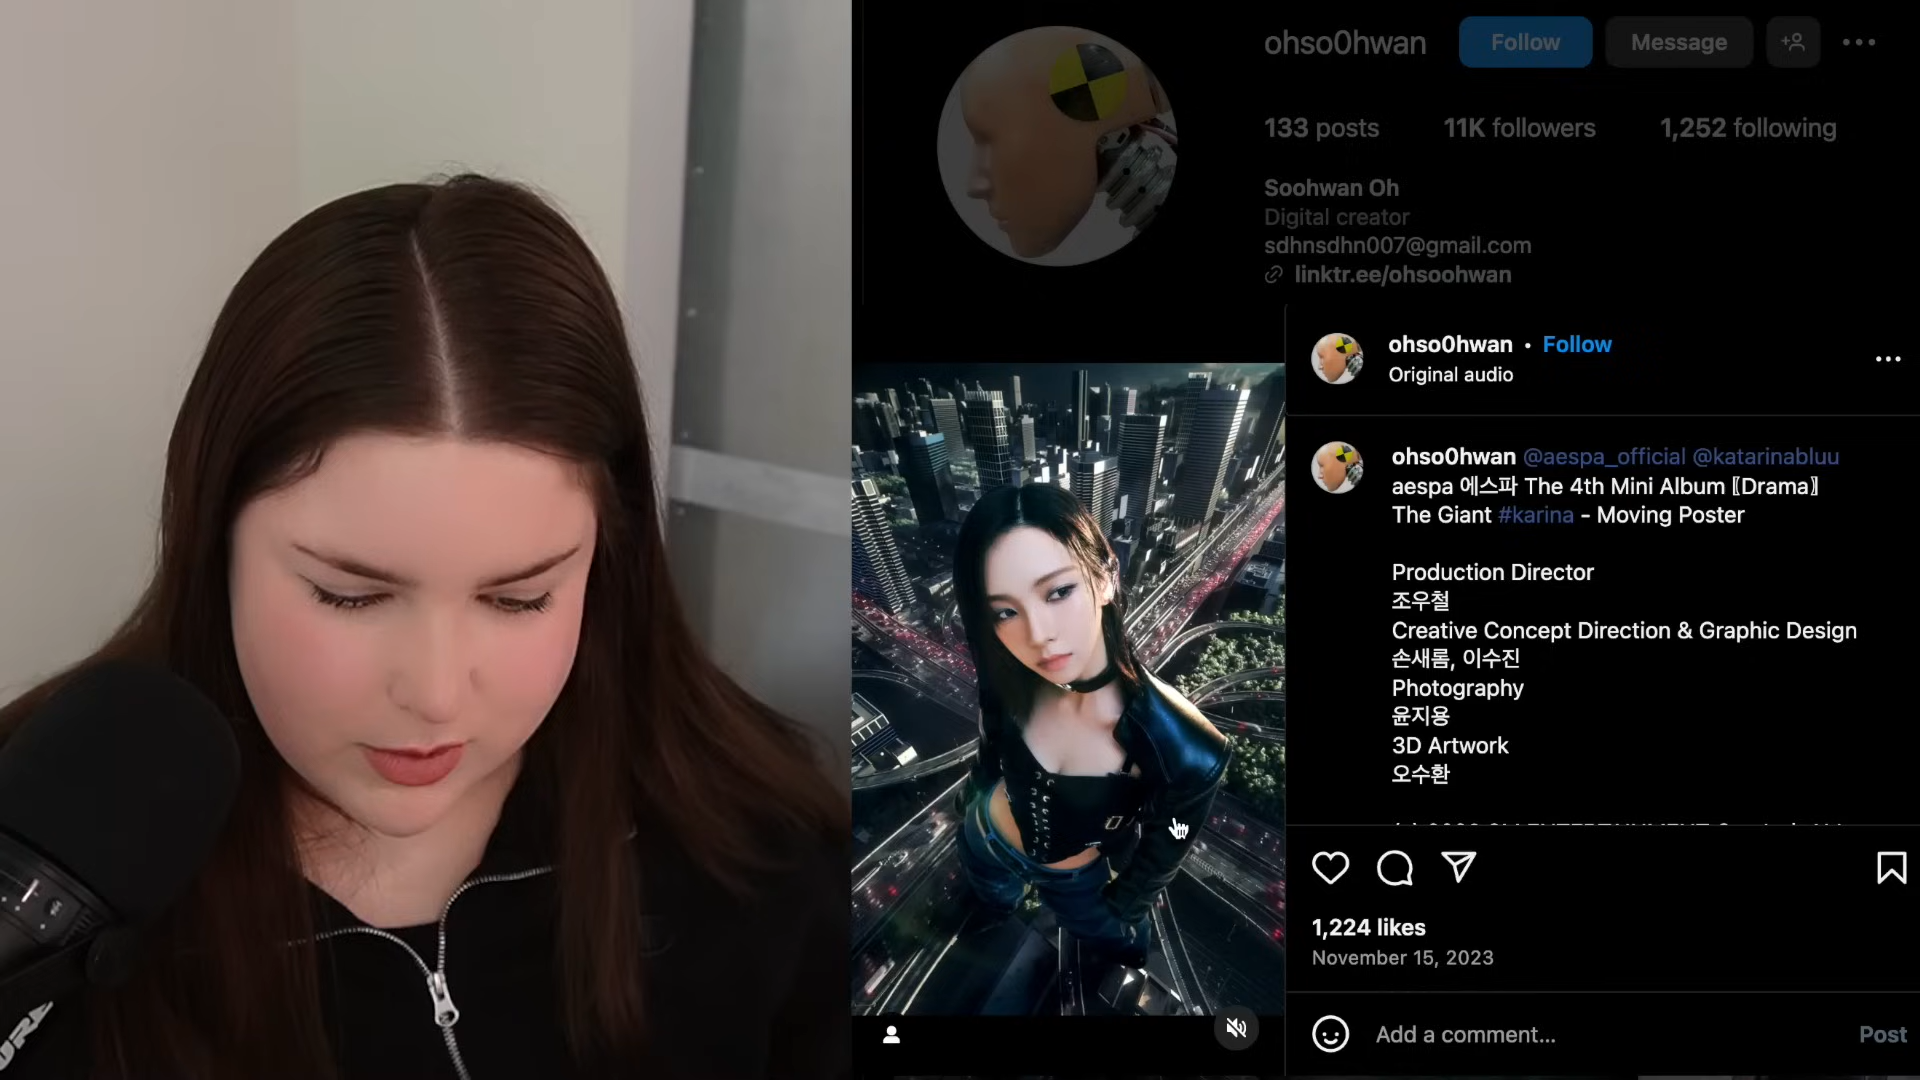 ohso0hwan Follow Message
133 posts 11K followers 1,252 following
Soohwan Oh
Digital creator
sdhnsdhn007@gmail.com
linktr.ee/ohsoohwan
ohso0hwan • Follow
Original audio
ohso0hwan @aespa_official @katarinabluu
aespa 에스파 The 4th Mini Album 〖Drama〗
The Giant #karina - Moving Poster
Production Director
조우철
Creative Concept Direction & Graphic Design
손새롬, 이수진
Photography
윤지용
3D Artwork
오수환
1,224 likes
November 15, 2023
Add a comment... Post